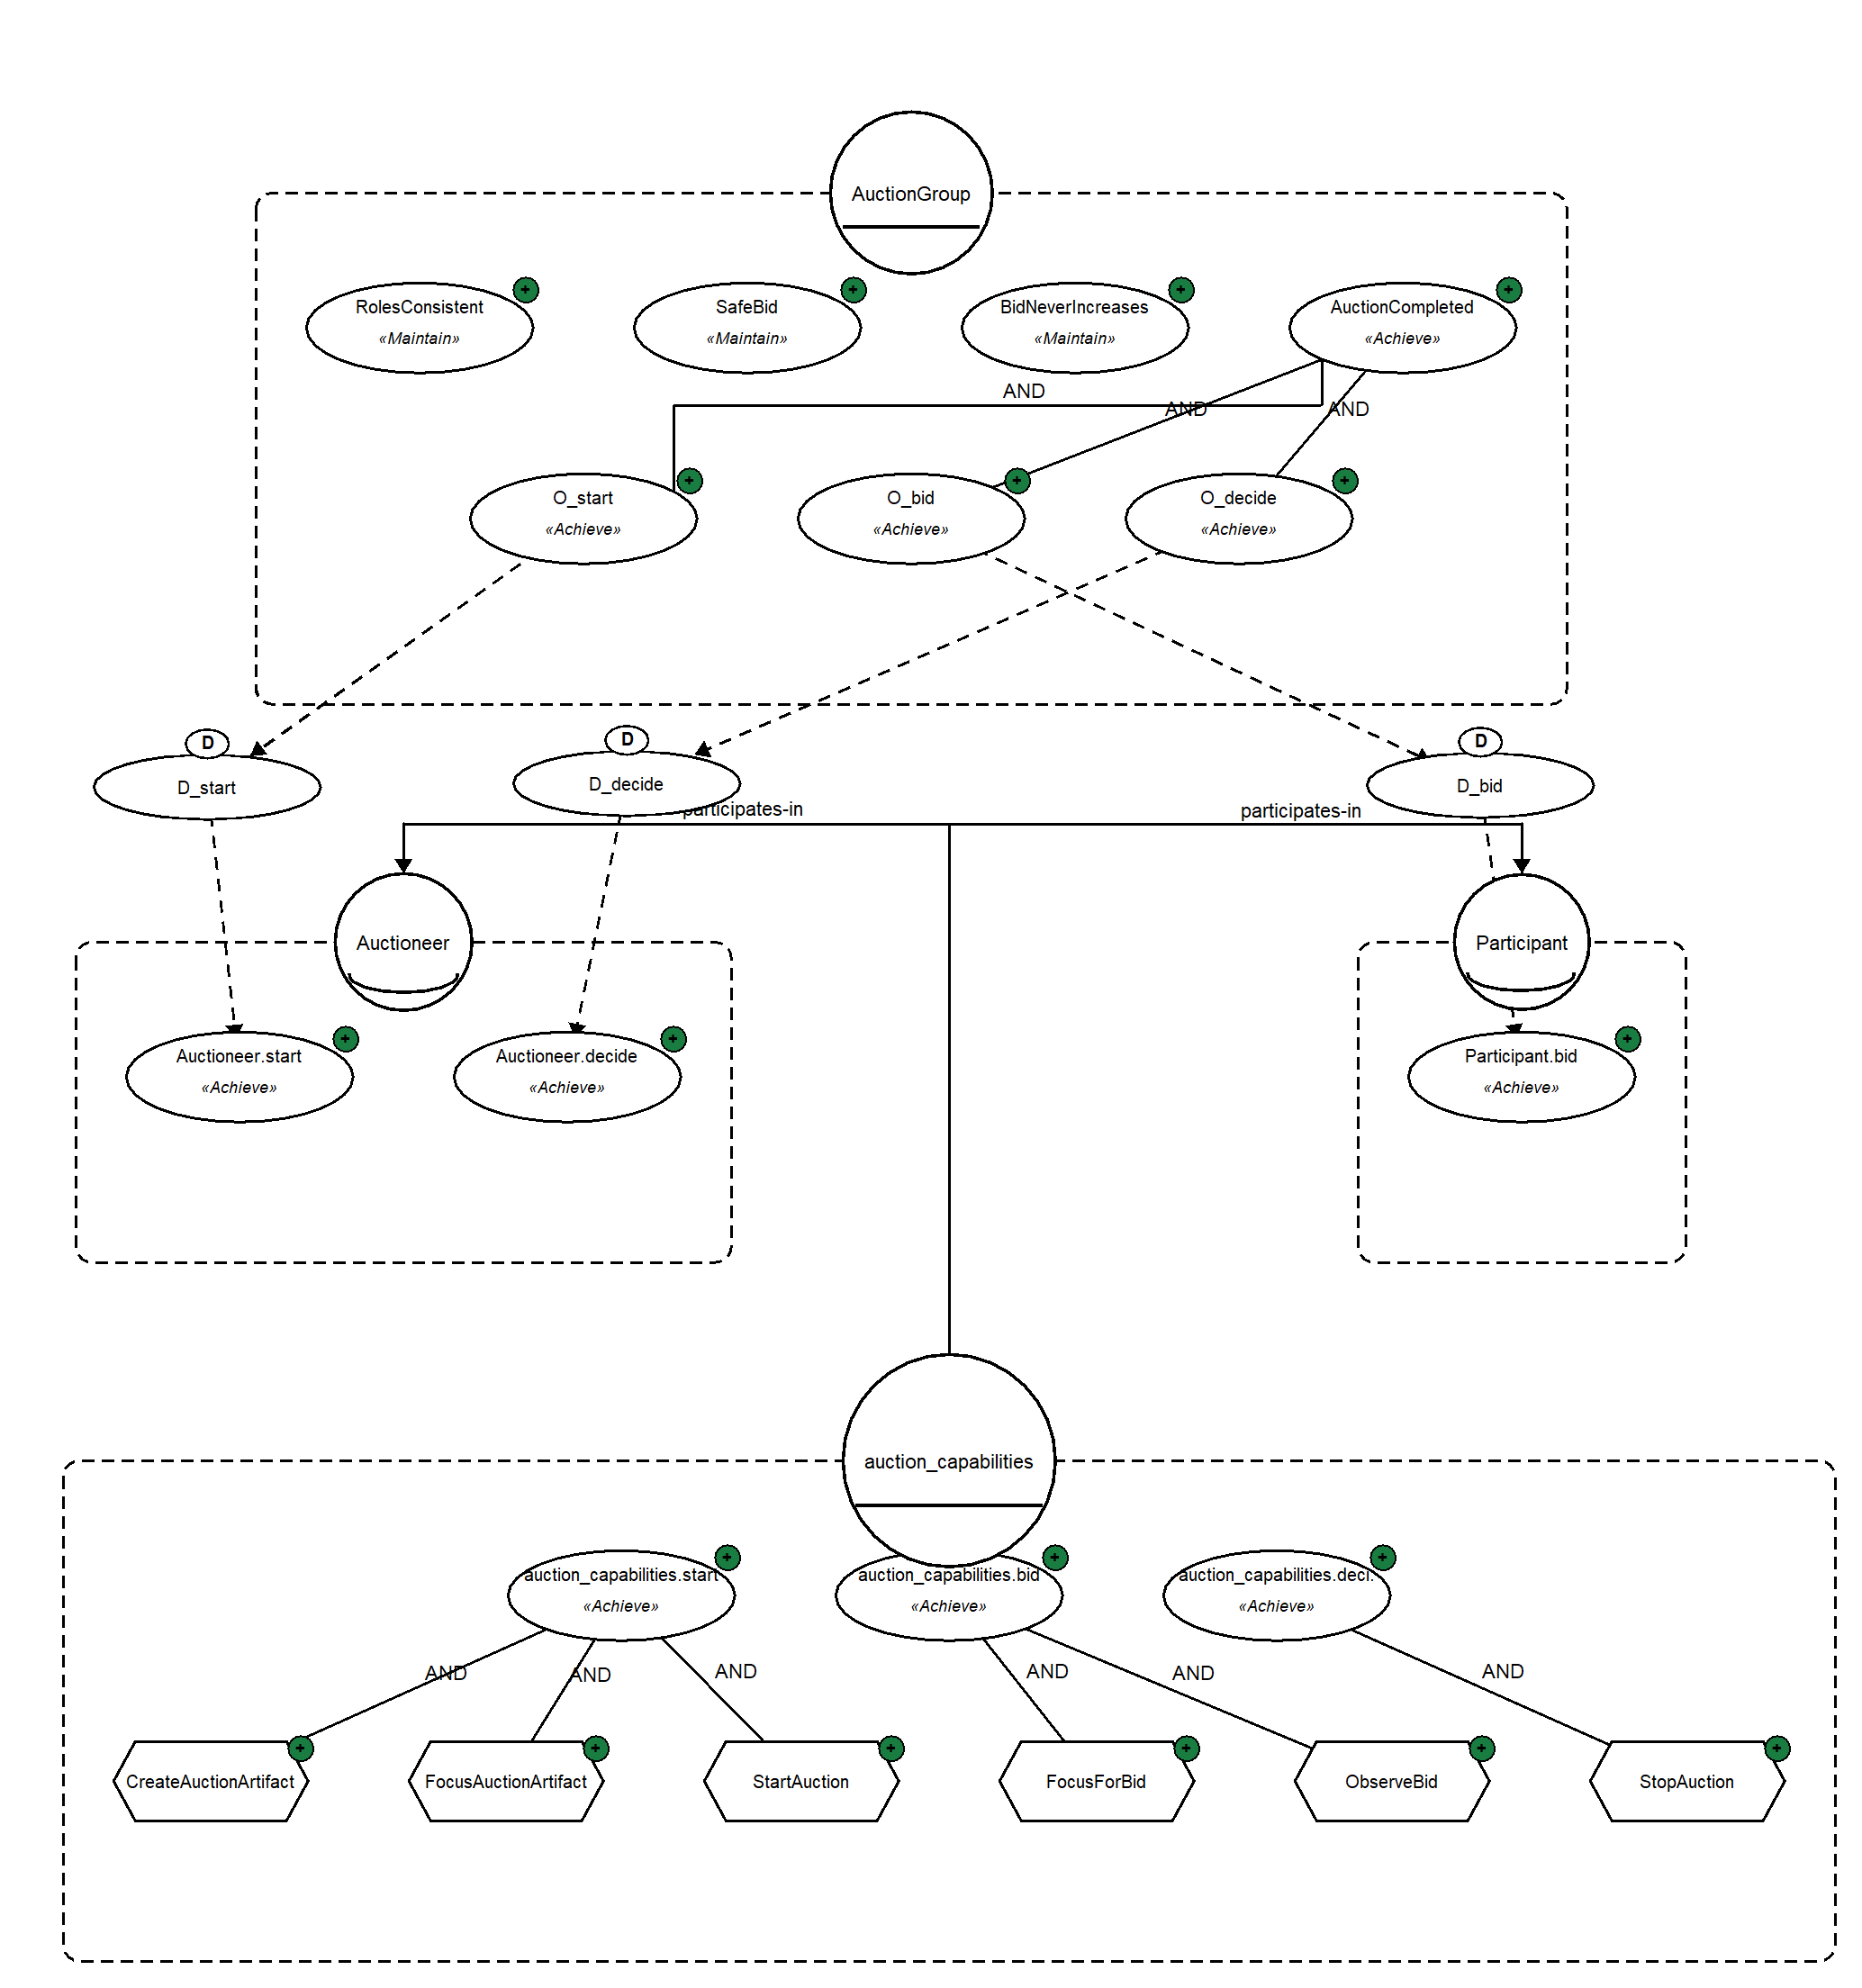 AuctionGroup
RolesConsistent
«Maintain»
SafeBid
«Maintain»
BidNeverIncreases
«Maintain»
AuctionCompleted
«Achieve»
AND
AND
AND
O_start
«Achieve»
O_bid
«Achieve»
O_decide
«Achieve»
D
D_start
D
D_decide
D
D_bid
participates-in
participates-in
Auctioneer
Participant
Auctioneer.start
«Achieve»
Auctioneer.decide
«Achieve»
Participant.bid
«Achieve»
auction_capabilities
auction_capabilities.start
«Achieve»
auction_capabilities.bid
«Achieve»
auction_capabilities.deci.
«Achieve»
AND
AND
AND
AND
AND
AND
CreateAuctionArtifact
FocusAuctionArtifact
StartAuction
FocusForBid
ObserveBid
StopAuction